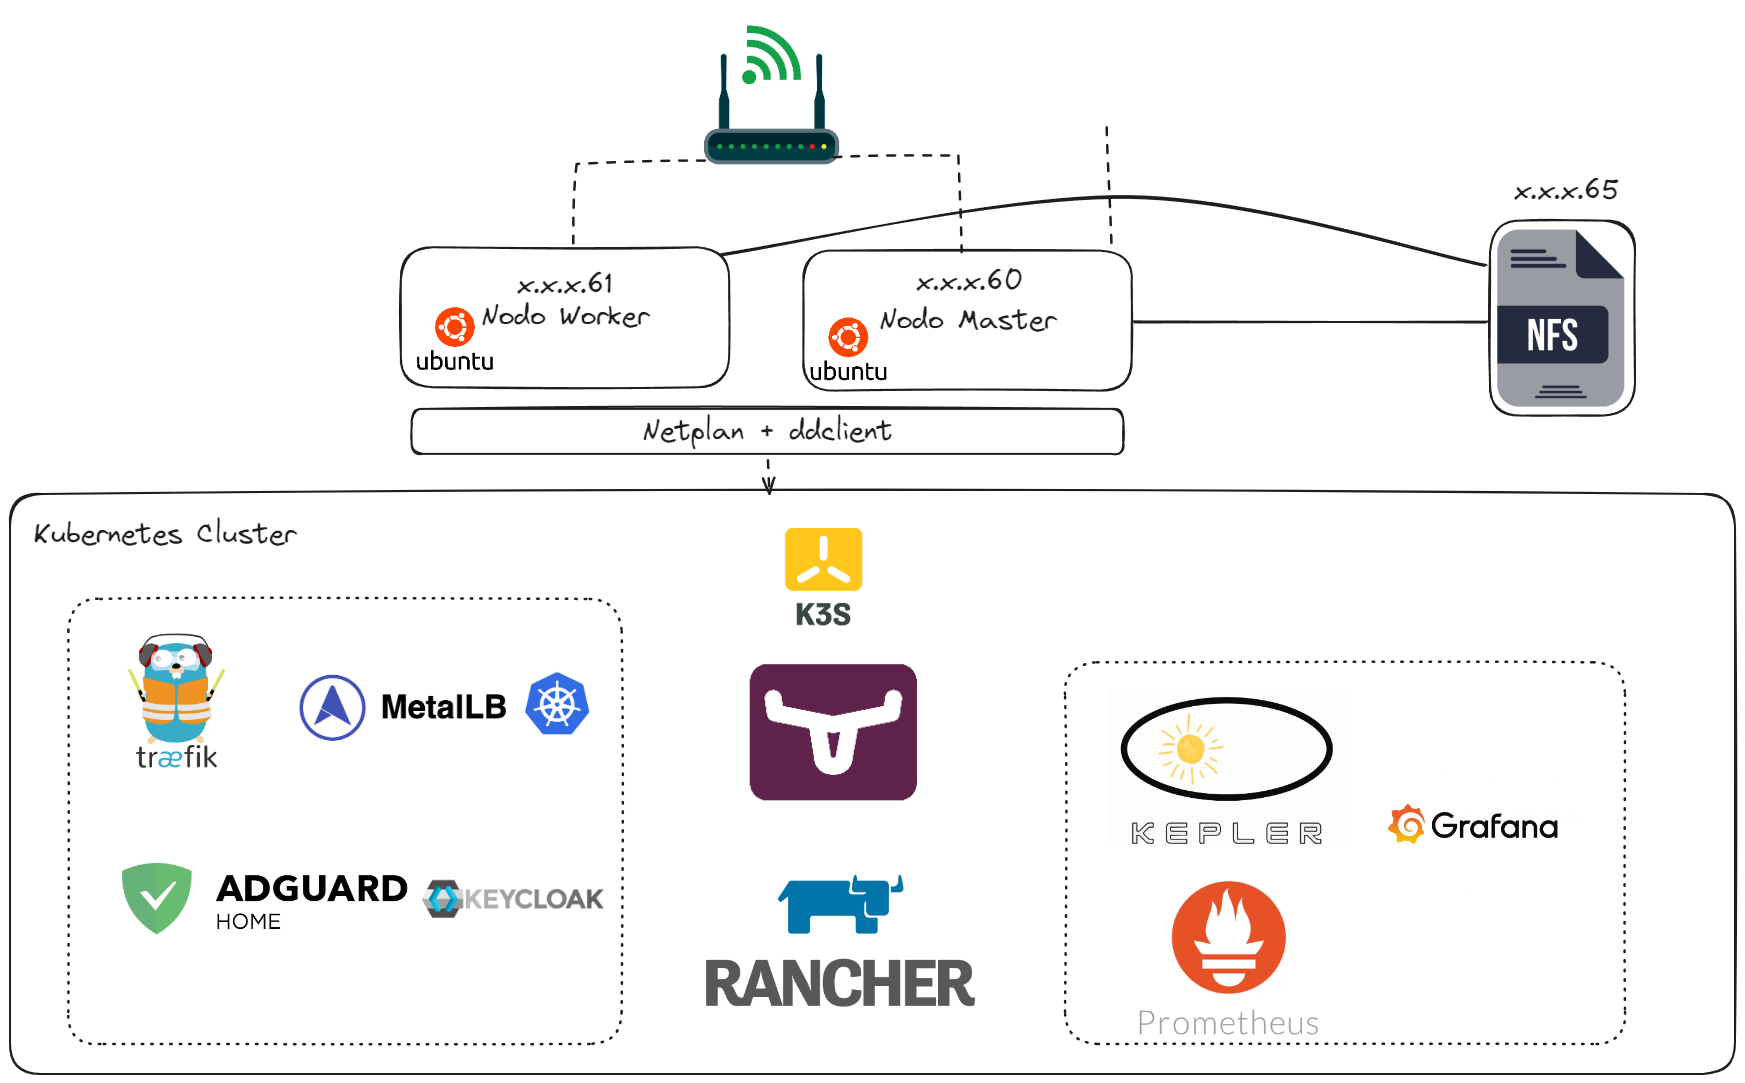 x.x.x.65
x.x.x.61
Nodo Worker
ubuntu
x.x.x.60
Nodo Master
ubuntu
NFS
Netplan + ddclient
Kubernetes Cluster
K3S
træfik
MetalLB
ADGUARD
HOME
KEYCLOAK
RANCHER
KEPLER
Grafana
Prometheus